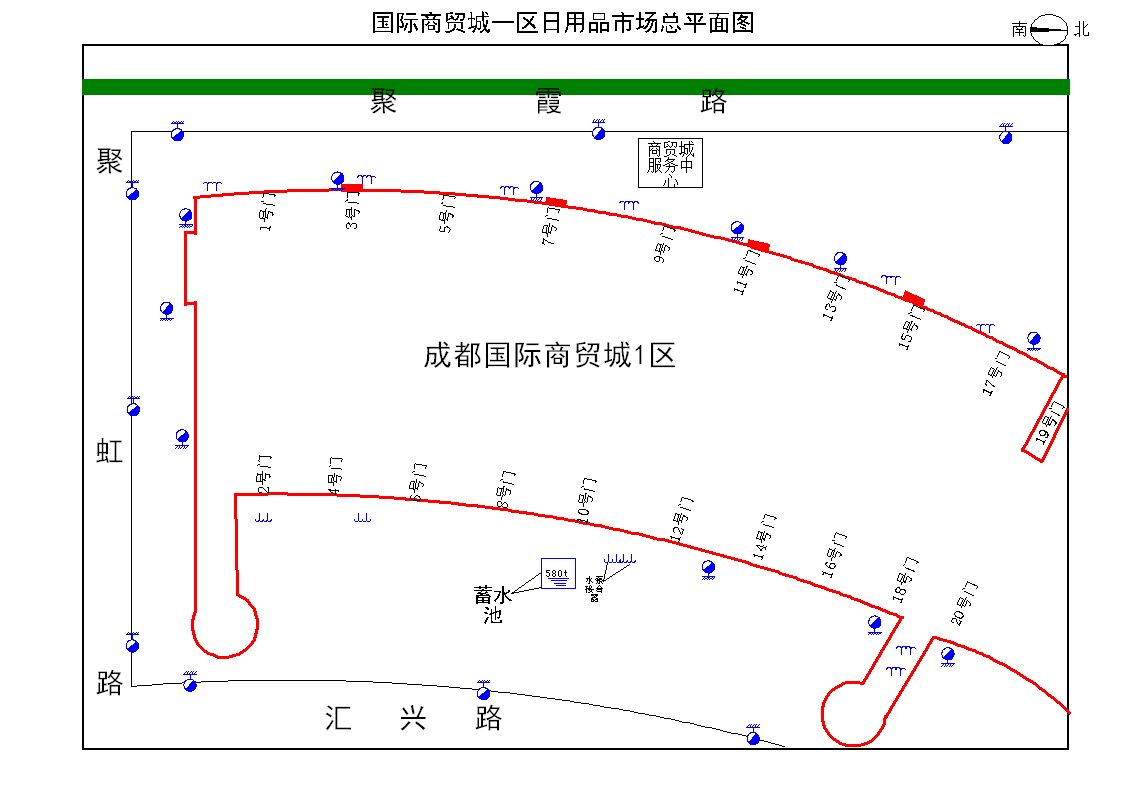 国际商贸城一区日用品市场总平面图
南 北
聚 霞 路
商贸城
服务中
心
聚
虹
路
1号门
3号门
5号门
7号门
9号门
11号门
13号门
15号门
17号门
19号门
成都国际商贸城1区
2号门
4号门
6号门
8号门
10号门
12号门
14号门
16号门
18号门
20号门
580t
蓄水
池
水泵
接合
器
汇 兴 路